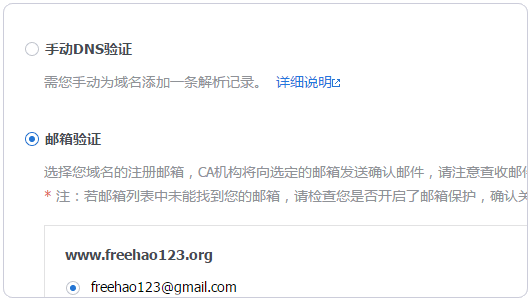 手动DNS验证
需您手动为域名添加一条解析记录。 详细说明
邮箱验证
选择您域名的注册邮箱，CA机构将向选定的邮箱发送确认邮件，请注意查收邮
* 注：若邮箱列表中未能找到您的邮箱，请检查您是否开启了邮箱保护，确认关
www.freehao123.org
freehao123@gmail.com